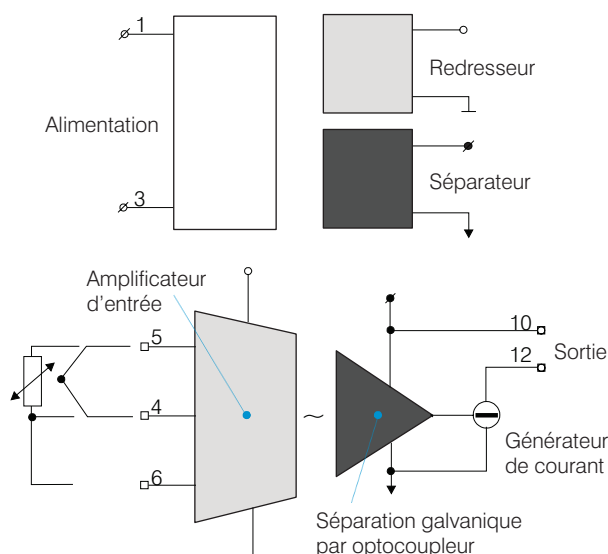 1
Redresseur
Alimentation
Séparateur
3
Amplificateur
d'entrée
5
10
12
Sortie
4
~
Générateur
de courant
6
Séparation galvanique
par optocoupleur